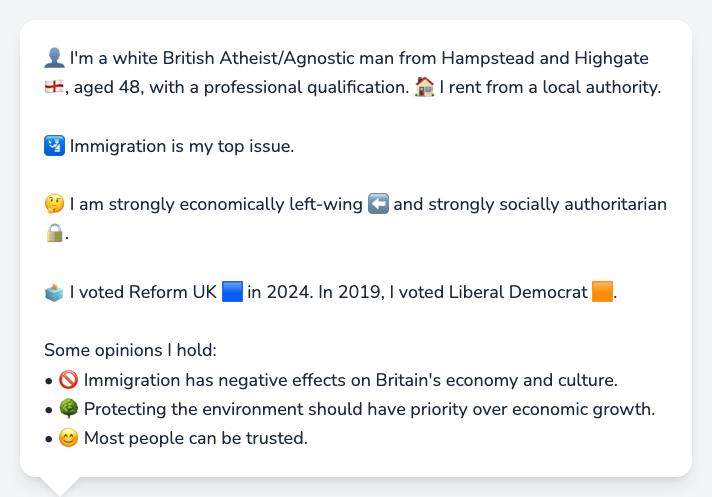 👤 I'm a white British Atheist/Agnostic man from Hampstead and Highgate
🏴󠁧󠁢󠁥󠁮󠁧󠁿, aged 48, with a professional qualification. 🏠 I rent from a local authority.
🛂 Immigration is my top issue.
🤔 I am strongly economically left-wing ⬅️ and strongly socially authoritarian
🔒.
🗳️ I voted Reform UK 🟦 in 2024. In 2019, I voted Liberal Democrat 🟧.
Some opinions I hold:
• 🚫 Immigration has negative effects on Britain's economy and culture.
• 🌳 Protecting the environment should have priority over economic growth.
• 😊 Most people can be trusted.